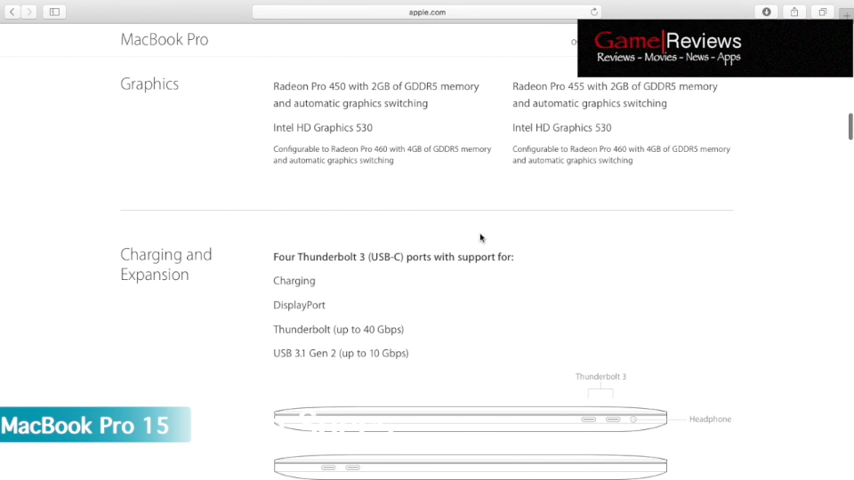 apple.com
MacBook Pro
Game|Reviews
Reviews - Movies - News - Apps
Graphics
Radeon Pro 450 with 2GB of GDDR5 memory
and automatic graphics switching
Intel HD Graphics 530
Configurable to Radeon Pro 460 with 4GB of GDDR5 memory
and automatic graphics switching
Radeon Pro 455 with 2GB of GDDR5 memory
and automatic graphics switching
Intel HD Graphics 530
Configurable to Radeon Pro 460 with 4GB of GDDR5 memory
and automatic graphics switching
Charging and
Expansion
Four Thunderbolt 3 (USB-C) ports with support for:
Charging
DisplayPort
Thunderbolt (up to 40 Gbps)
USB 3.1 Gen 2 (up to 10 Gbps)
Thunderbolt 3
Headphone
MacBook Pro 15